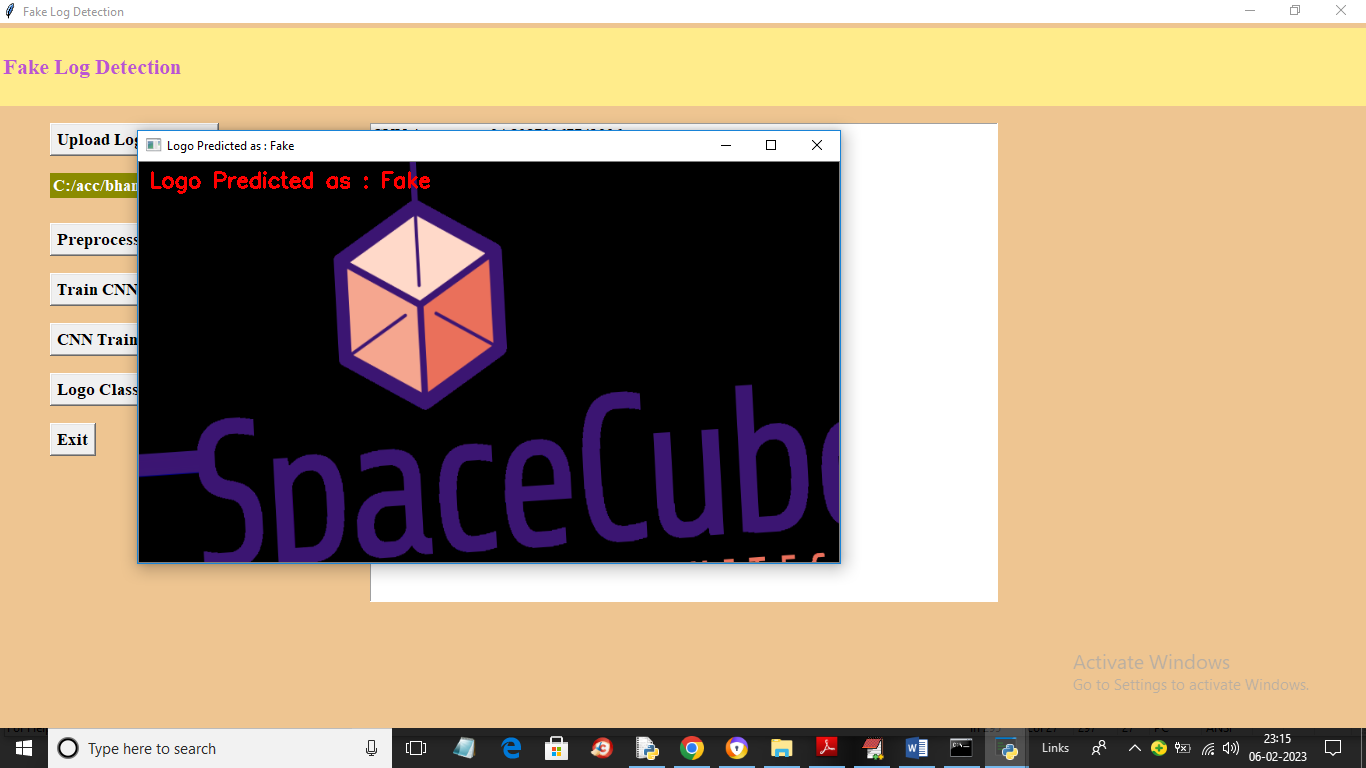 Fake Log Detection
Fake Log Detection
Upload Log
C:/acc/bhan
Preprocess
Train CNN
CNN Train
Logo Class
Exit
Logo Predicted as : Fake
Logo Predicted as : Fake
SpaceCube
Activate Windows
Go to Settings to activate Windows.
Type here to search
Links
23:15
06-02-2023